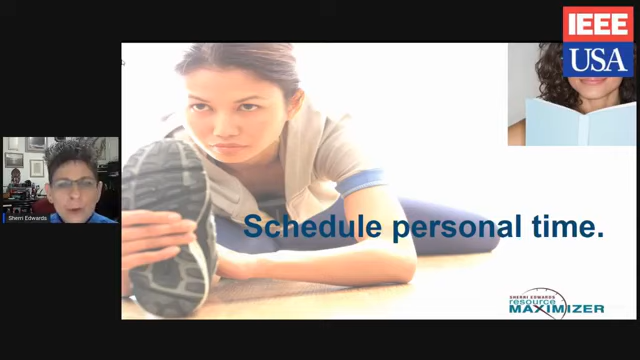 IEEE
USA
Sherri Edwards
Schedule personal time.
SHERRI EDWARDS
resource
MAXIMIZER